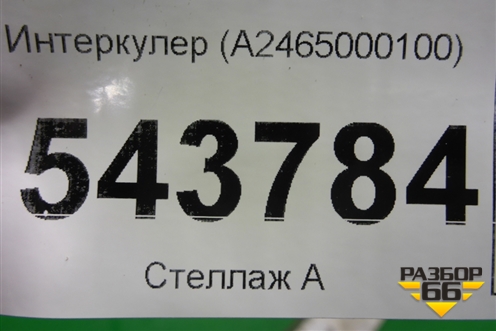 Интеркулер (A2465000100)
543784
Стеллаж А
РАЗБОР
66